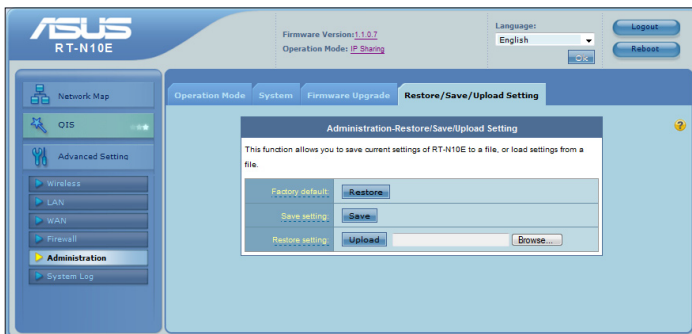 ASUS
RT-N10E
Firmware Version:1.1.0.7
Operation Mode: IP Sharing
Language:
English
OK
Logout
Reboot
Network Map
QIS
Advanced Setting
Wireless
LAN
WAN
Firewall
Administration
System Log
Operation Mode
System
Firmware Upgrade
Restore/Save/Upload Setting
Administration-Restore/Save/Upload Setting
This function allows you to save current settings of RT-N10E to a file, or load settings from a
file.
Factory default: Restore
Save setting: Save
Restore setting: Upload Browse...
?